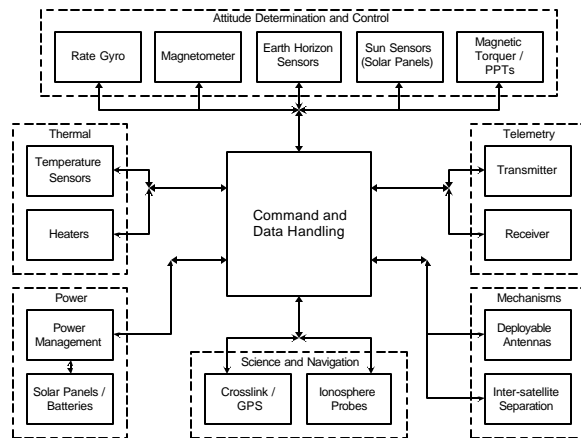 Attitude Determination and Control
Rate Gyro
Magnetometer
Earth Horizon
Sensors
Sun Sensors
(Solar Panels)
Magnetic
Torquer /
PPTs
Thermal
Temperature
Sensors
Heaters
Command and
Data Handling
Telemetry
Transmitter
Receiver
Power
Power
Management
Solar Panels /
Batteries
Science and Navigation
Crosslink /
GPS
Ionosphere
Probes
Mechanisms
Deployable
Antennas
Inter-satellite
Separation